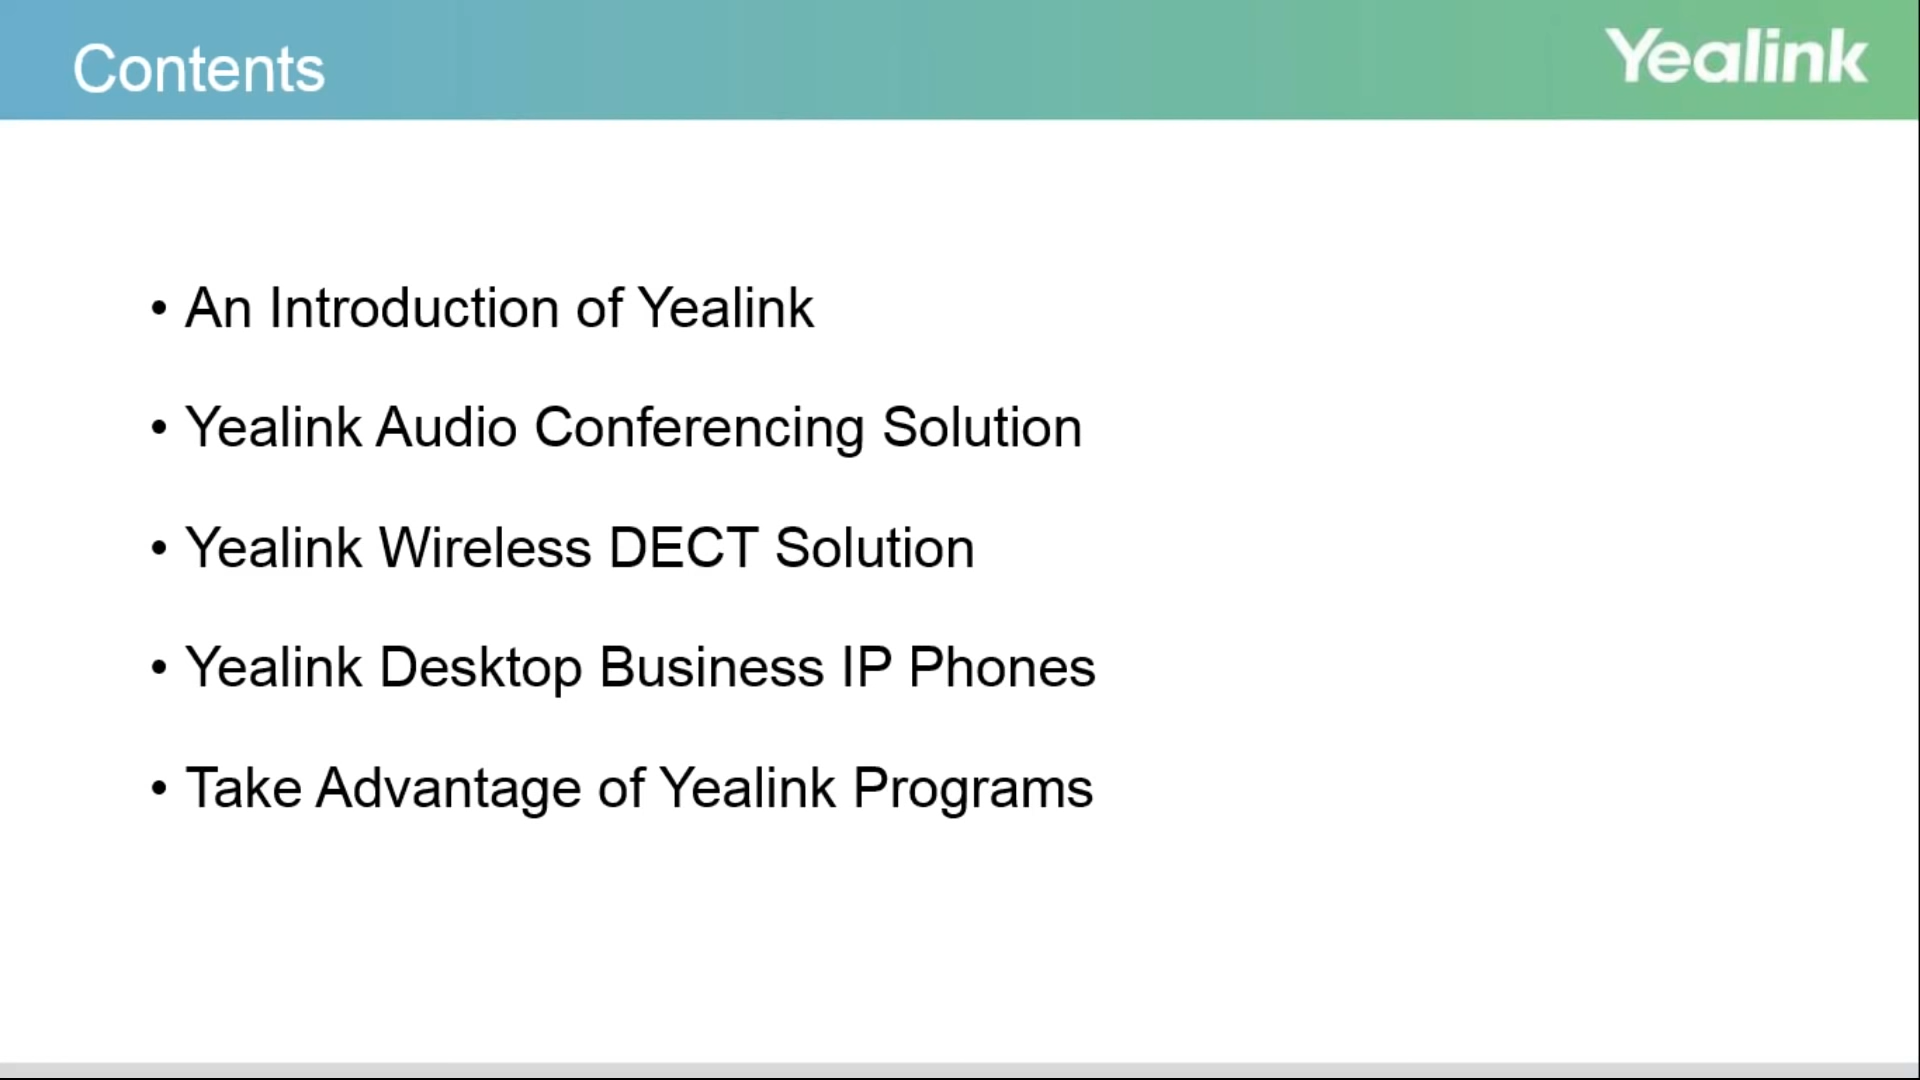 Contents
Yealink
• An Introduction of Yealink
• Yealink Audio Conferencing Solution
• Yealink Wireless DECT Solution
• Yealink Desktop Business IP Phones
• Take Advantage of Yealink Programs